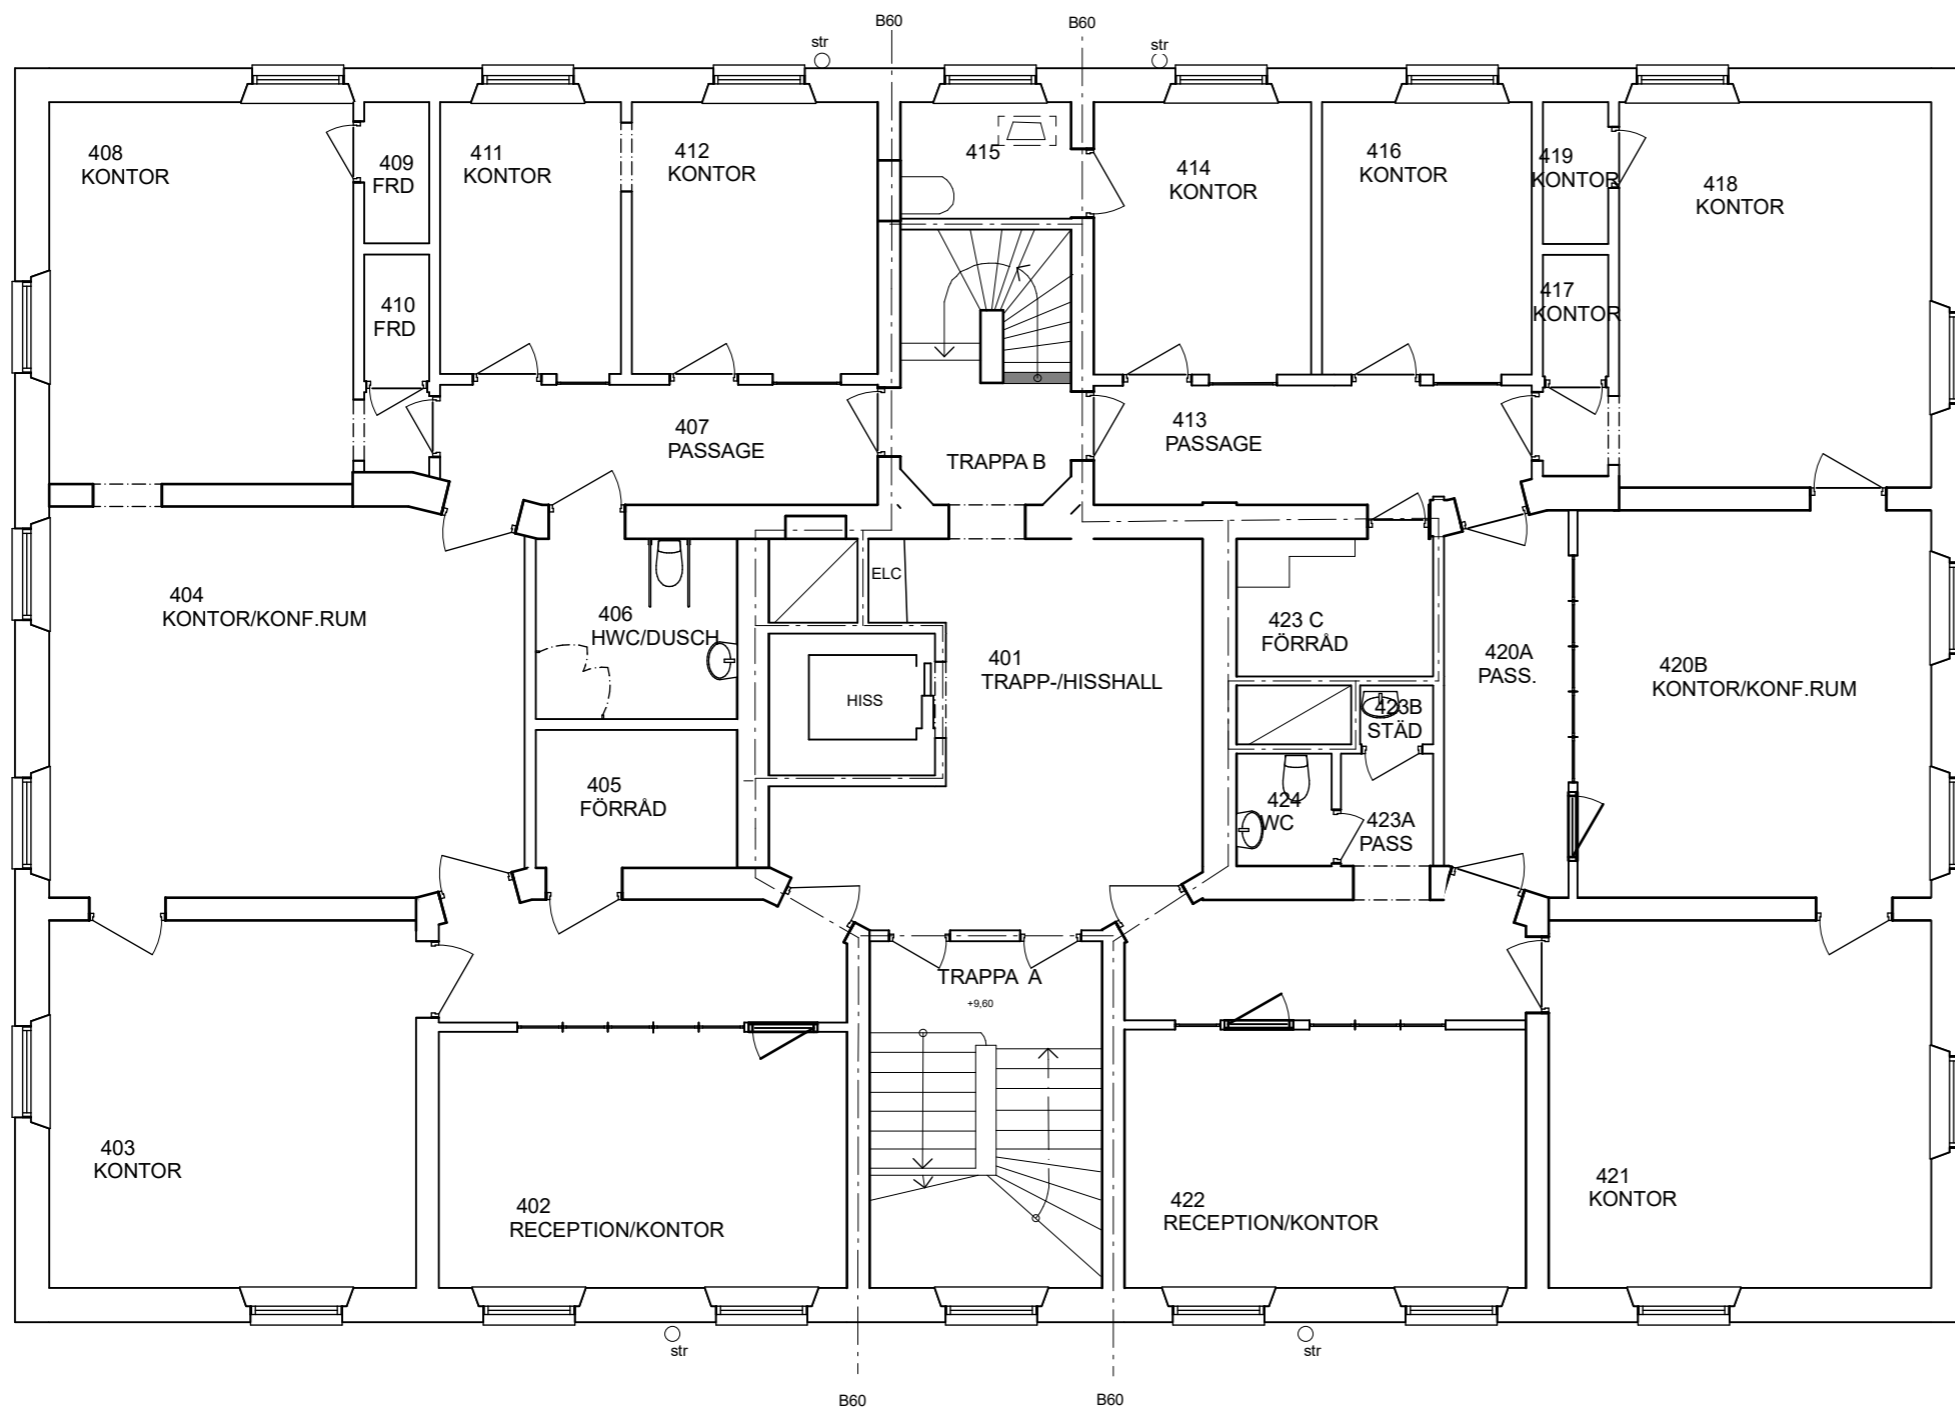 B60
B60
str
str
408
KONTOR
409
FRD
411
KONTOR
412
KONTOR
415
414
KONTOR
416
KONTOR
419
KONTOR
418
KONTOR
410
FRD
417
KONTOR
407
PASSAGE
TRAPPA B
413
PASSAGE
404
KONTOR/KONF.RUM
406
HWC/DUSCH
ELC
HISS
401
TRAPP-/HISSHALL
423 C
FÖRRÅD
420A
PASS.
420B
KONTOR/KONF.RUM
423B
STÄD
405
FÖRRÅD
424
WC
423A
PASS
TRAPPA A
+9,60
403
KONTOR
402
RECEPTION/KONTOR
422
RECEPTION/KONTOR
421
KONTOR
str
str
B60
B60